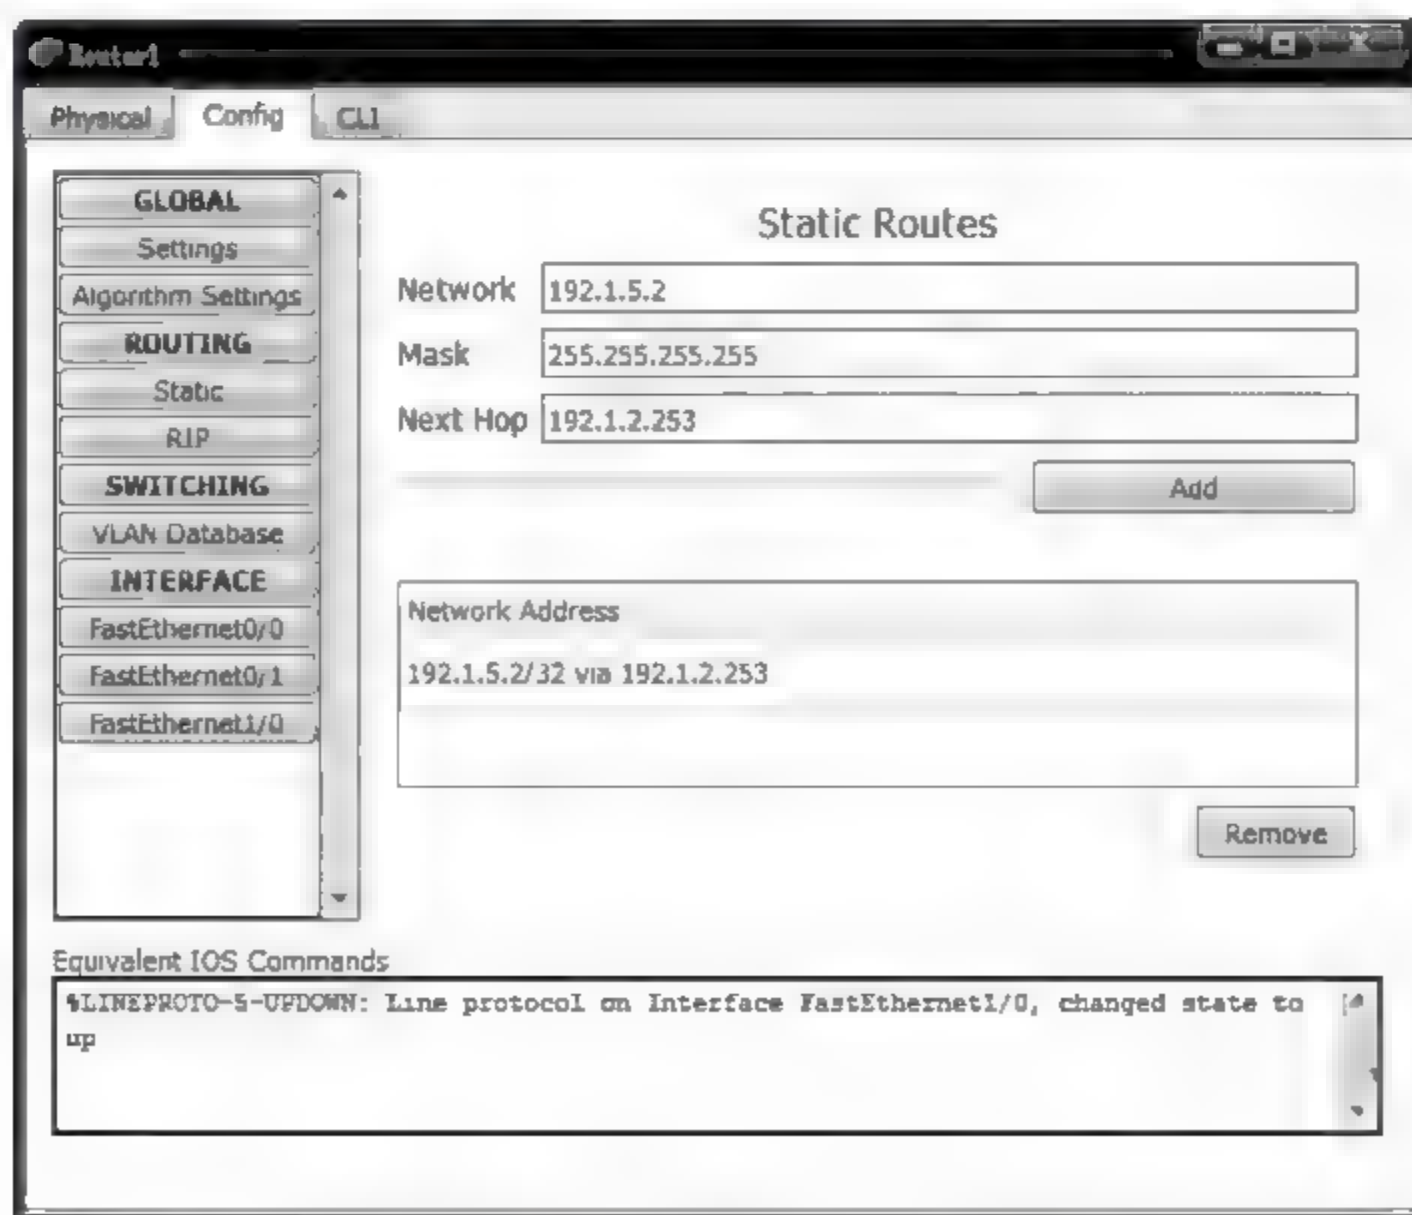 Router1
Physical Config CLI
GLOBAL
Settings
Algorithm Settings
ROUTING
Static
RIP
SWITCHING
VLAN Database
INTERFACE
FastEthernet0/0
FastEthernet0/1
FastEthernet1/0
Static Routes
Network 192.1.5.2
Mask 255.255.255.255
Next Hop 192.1.2.253
Add
Network Address
192.1.5.2/32 via 192.1.2.253
Remove
Equivalent IOS Commands
%LINEPROTO-5-UPDOWN: Line protocol on Interface FastEthernet1/0, changed state to
up